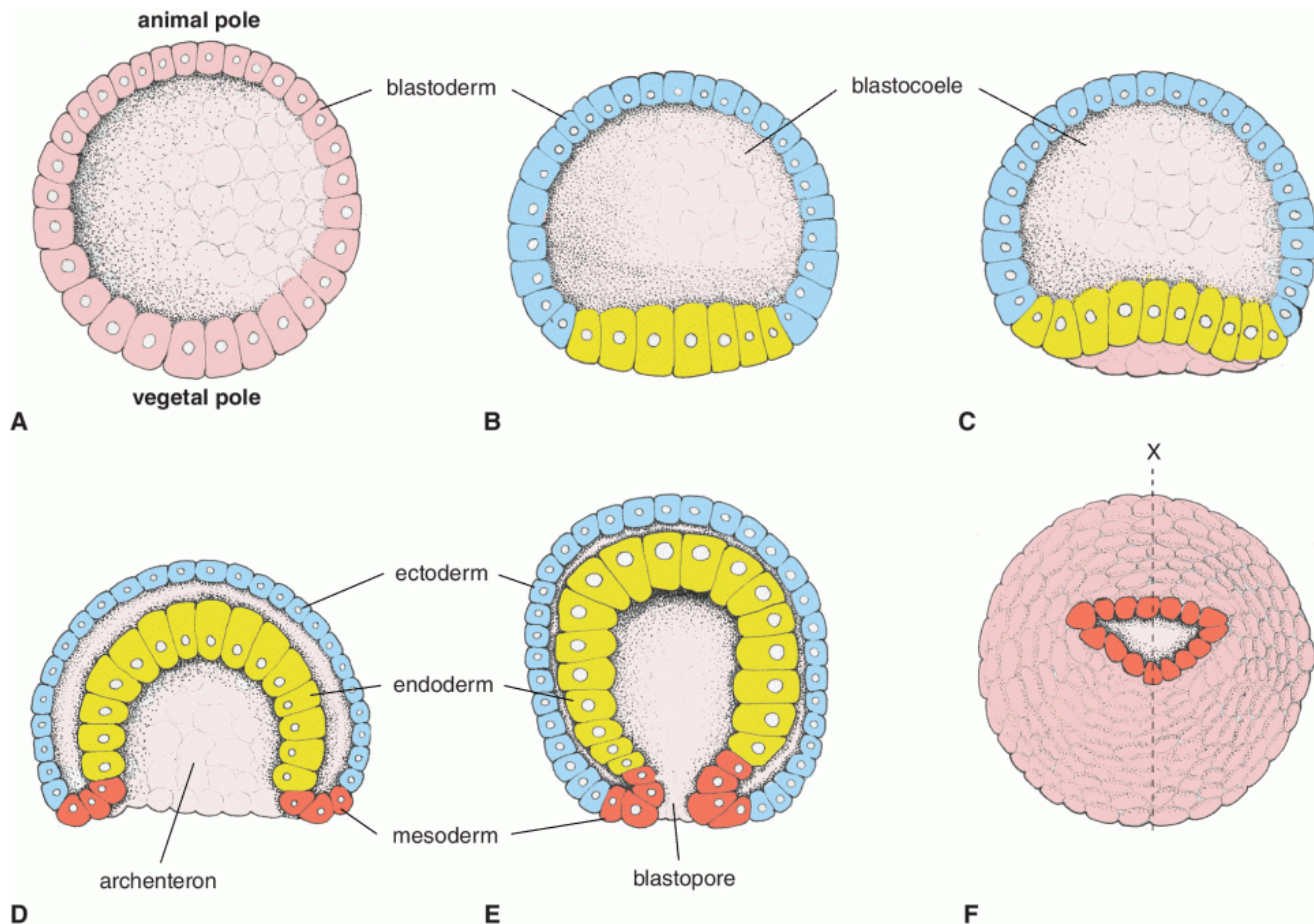 animal pole
blastoderm
blastocoele
vegetal pole
A
B
C
X
ectoderm
endoderm
mesoderm
archenteron
blastopore
D
E
F